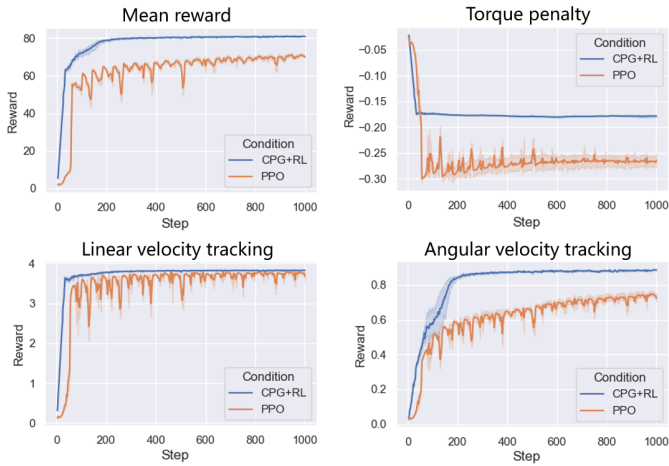 Mean reward
Reward
80
60
40
20
0
0 200 400 600 800 1000
Step
Condition
CPG+RL
PPO
Torque penalty
Reward
−0.05
−0.10
−0.15
−0.20
−0.25
−0.30
0 200 400 600 800 1000
Step
Condition
CPG+RL
PPO
Linear velocity tracking
Reward
4
3
2
1
0
0 200 400 600 800 1000
Step
Condition
CPG+RL
PPO
Angular velocity tracking
Reward
0.8
0.6
0.4
0.2
0.0
0 200 400 600 800 1000
Step
Condition
CPG+RL
PPO